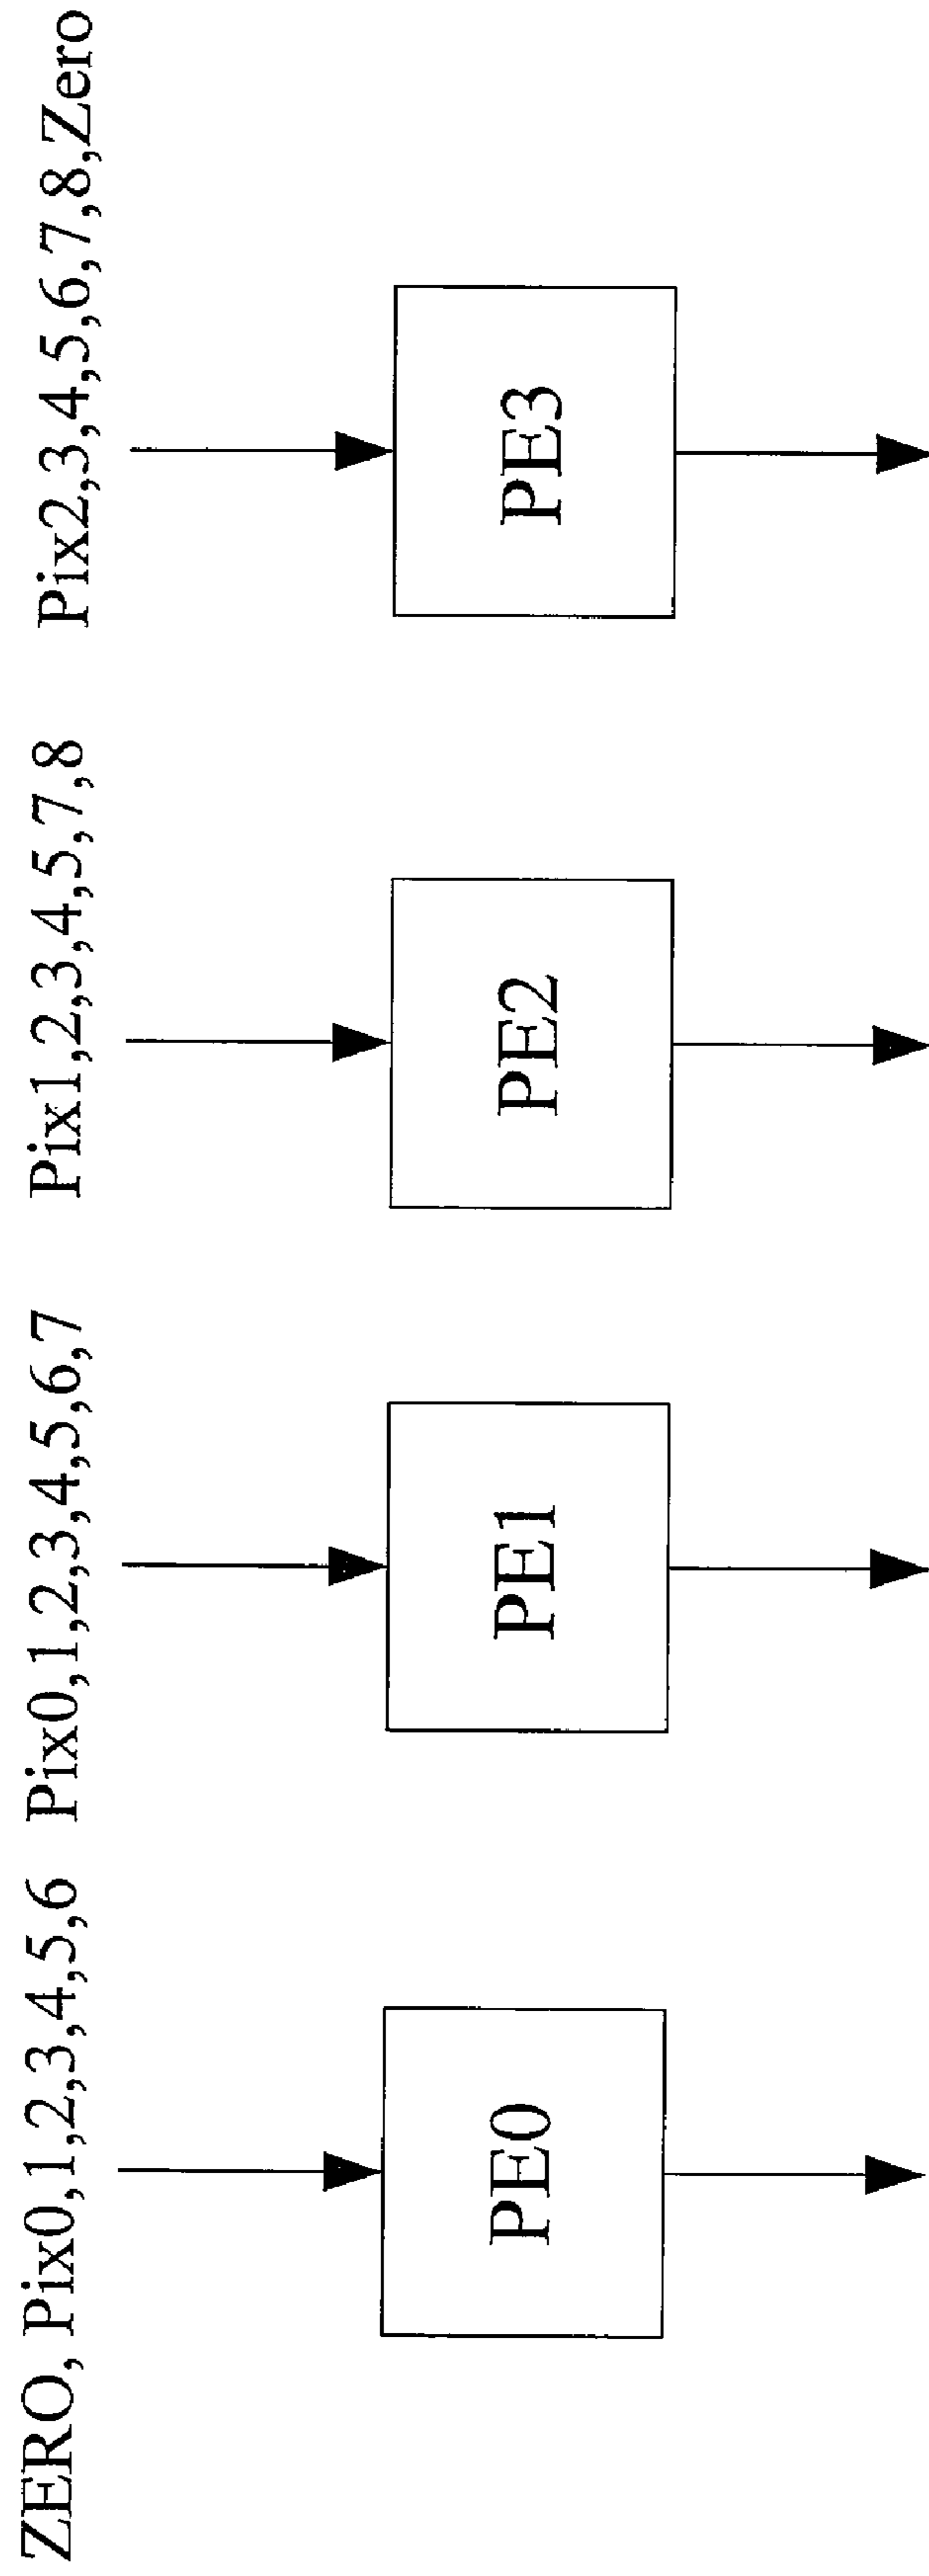 ZERO, Pix0,1,2,3,4,5,6
Pix0,1,2,3,4,5,6,7
Pix1,2,3,4,5,7,8
Pix2,3,4,5,6,7,8,Zero
PE0
PE1
PE2
PE3